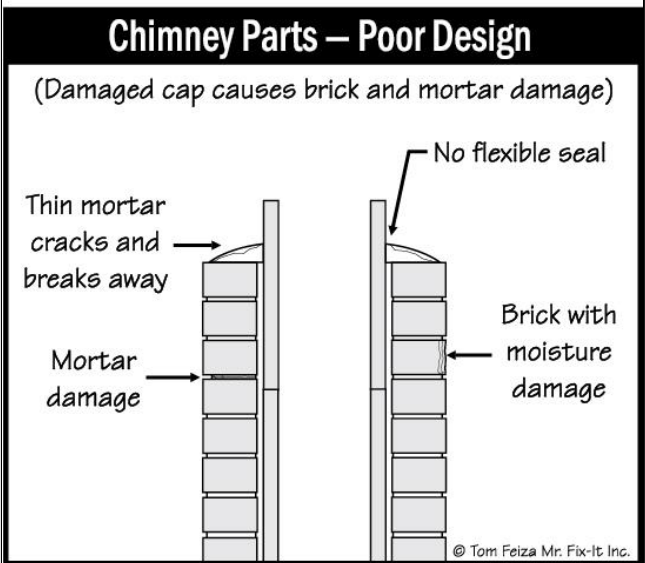 Chimney Parts – Poor Design
(Damaged cap causes brick and mortar damage)
No flexible seal
Thin mortar
cracks and
breaks away
Brick with
moisture
damage
Mortar
damage
© Tom Feiza Mr. Fix-It Inc.